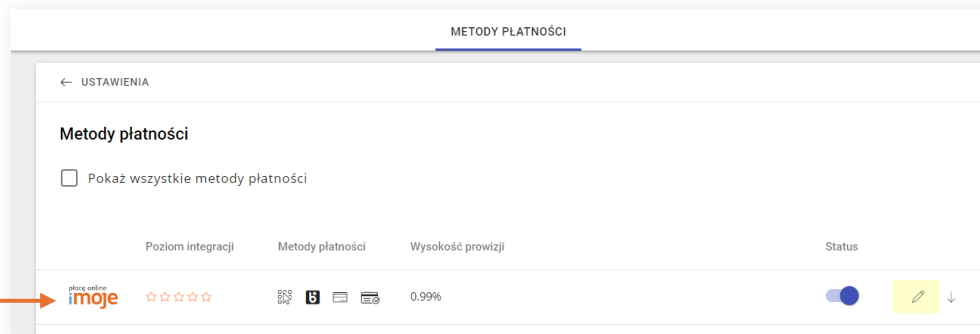 METODY PŁATNOŚCI
← USTAWIENIA
Metody płatności
Pokaż wszystkie metody płatności
Poziom integracji Metody płatności Wysokość prowizji Status
płacę online
imoje
0.99%